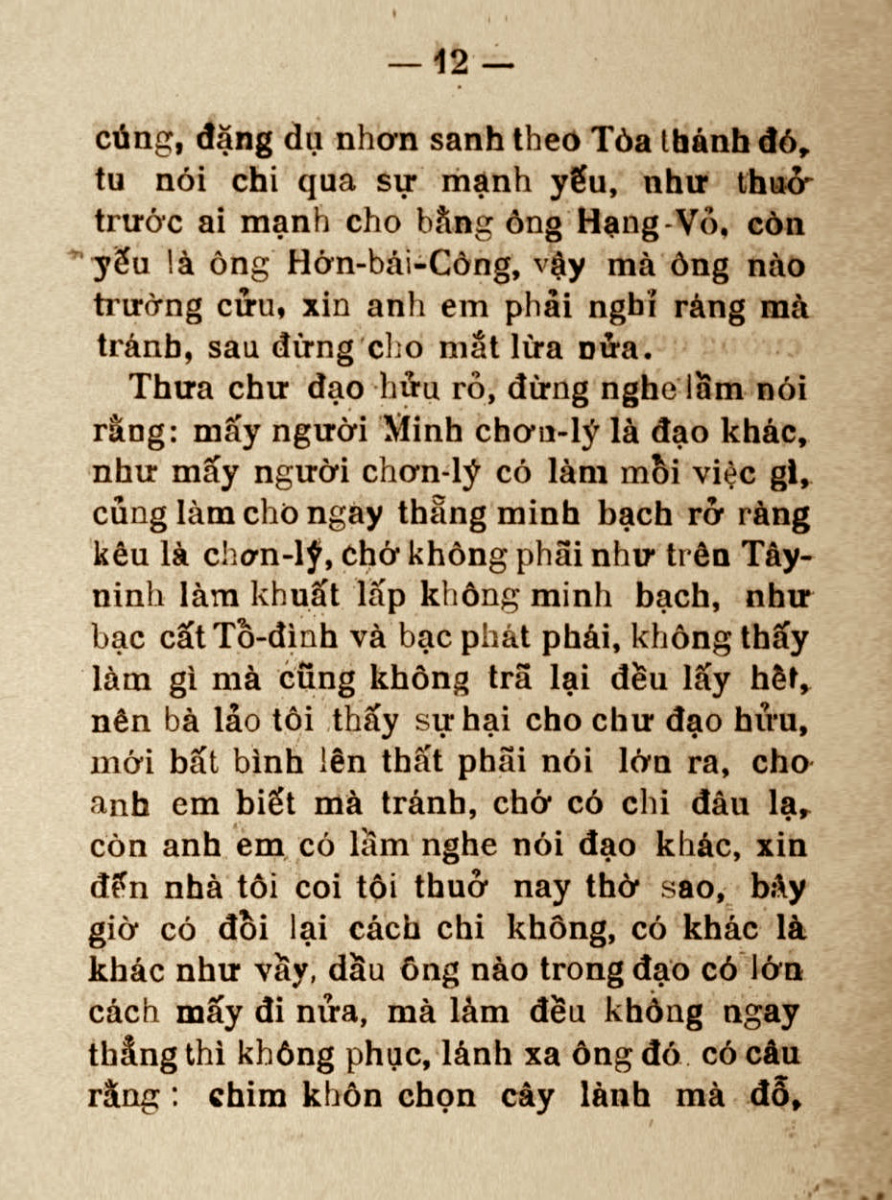 — 12 —
cúng, đặng dụ nhơn sanh theo Tòa thánh đó,
tu nói chi qua sự mạnh yếu, như thuở
trước ai mạnh cho bằng ông Hạng-Vỏ, còn
yếu là ông Hớn-bái-Công, vậy mà ông nào
trường cửu, xin anh em phải nghỉ ráng mà
tránh, sau đừng cho mắt lừa nửa.
Thưa chư đạo hửu rỏ, đừng nghe lầm nói
rằng: mấy người Minh chơn-lý là đạo khác,
như mấy người chơn-lý có làm mồi việc gì,
củng làm cho ngay thẵng minh bạch rở ràng
kêu là chơn-lý, chớ không phãi như trên Tây-
ninh làm khuất lấp không minh bạch, như
bạc cất Tồ-đình và bạc phát phái, không thấy
làm gì mà cũng không trã lại đều lấy hết,
nên bà lảo tôi thấy sự hại cho chư đạo hửu,
mới bất bình lên thất phãi nói lớn ra, cho
anh em biết mà tránh, chớ có chi đâu lạ,
còn anh em có lầm nghe nói đạo khác, xin
đến nhà tôi coi tôi thuở nay thờ sao, bây
giờ có đồi lại cách chi không, có khác là
khác như vầy, dầu ông nào trong đạo có lớn
cách mấy đi nửa, mà làm đều không ngay
thẳng thì không phục, lánh xa ông đó có câu
rằng : chim khôn chọn cây lành mà đỗ,